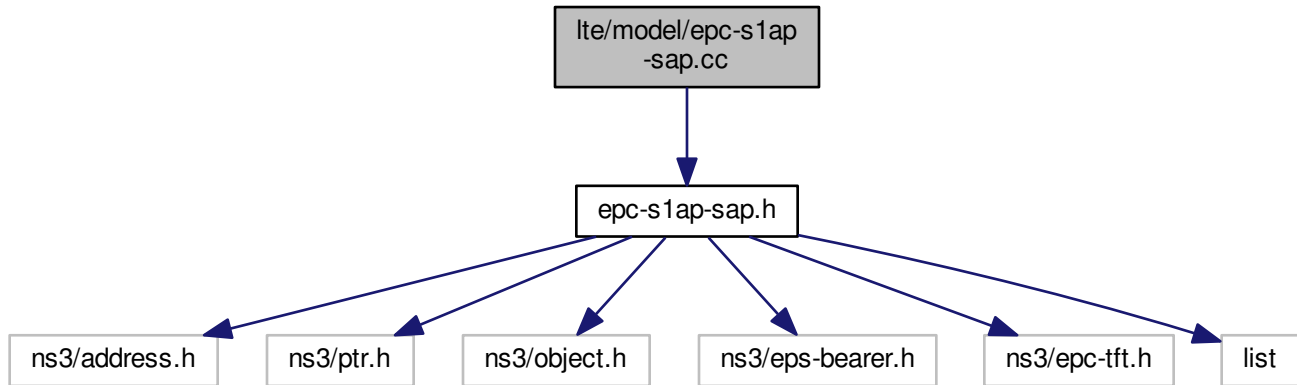 lte/model/epc-s1ap
-sap.cc
epc-s1ap-sap.h
ns3/address.h
ns3/ptr.h
ns3/object.h
ns3/eps-bearer.h
ns3/epc-tft.h
list